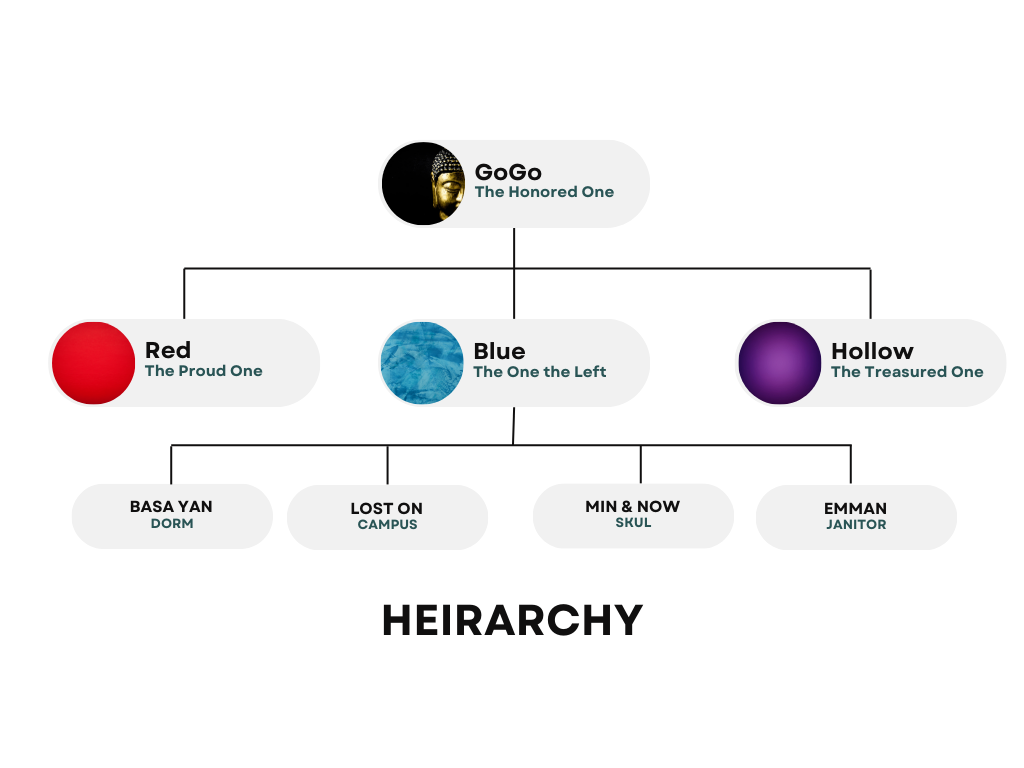 GoGo
The Honored One
Red
The Proud One
Blue
The One the Left
Hollow
The Treasured One
BASA YAN
DORM
LOST ON
CAMPUS
MIN & NOW
SKUL
EMMAN
JANITOR
HEIRARCHY